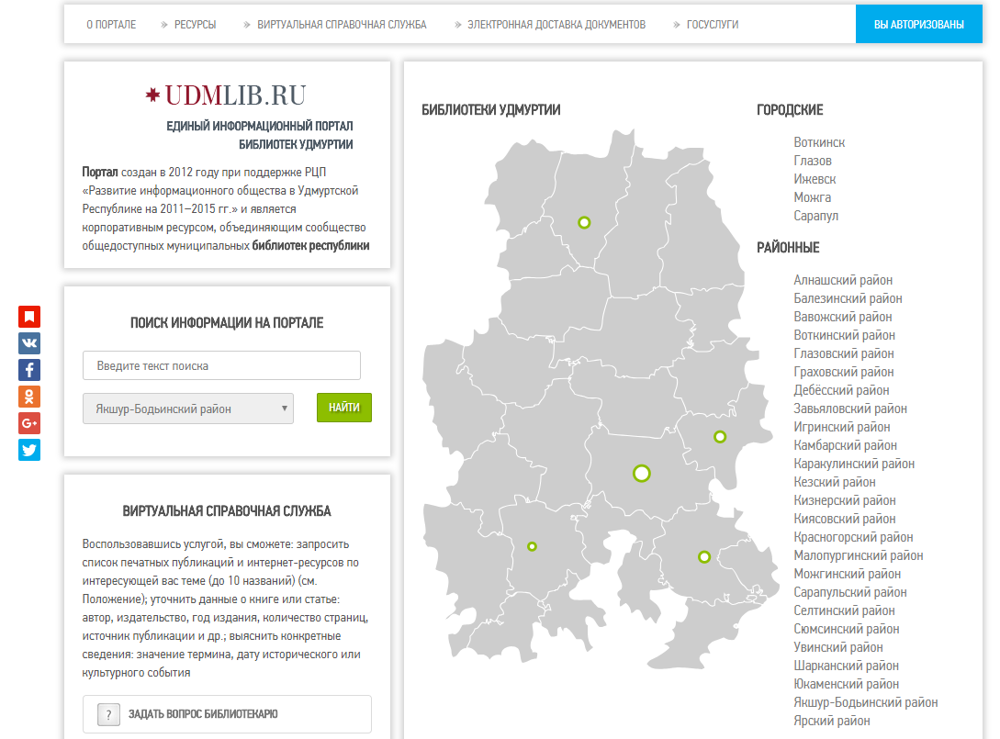 О ПОРТАЛЕ
РЕСУРСЫ
ВИРТУАЛЬНАЯ СПРАВОЧНАЯ СЛУЖБА
ЭЛЕКТРОННАЯ ДОСТАВКА ДОКУМЕНТОВ
ГОСУСЛУГИ
ВЫ АВТОРИЗОВАНЫ
UDMLIB.RU
ЕДИНЫЙ ИНФОРМАЦИОННЫЙ ПОРТАЛ
БИБЛИОТЕК УДМУРТИИ
Портал создан в 2012 году при поддержке РЦП
«Развитие информационного общества в Удмуртской
Республике на 2011–2015 гг.» и является
корпоративным ресурсом, объединяющим сообщество
общедоступных муниципальных библиотек республики
ПОИСК ИНФОРМАЦИИ НА ПОРТАЛЕ
Введите текст поиска
Якшур-Бодьинский район
НАЙТИ
ВИРТУАЛЬНАЯ СПРАВОЧНАЯ СЛУЖБА
Воспользовавшись услугой, вы сможете: запросить
список печатных публикаций и интернет-ресурсов по
интересующей вас теме (до 10 названий) (см.
Положение); уточнить данные о книге или статье:
автор, издательство, год издания, количество страниц,
источник публикации и др.; выяснить конкретные
сведения: значение термина, дату исторического или
культурного события
? ЗАДАТЬ ВОПРОС БИБЛИОТЕКАРЮ
БИБЛИОТЕКИ УДМУРТИИ
ГОРОДСКИЕ
Воткинск
Глазов
Ижевск
Можга
Сарапул
РАЙОННЫЕ
Алнашский район
Балезинский район
Вавожский район
Воткинский район
Глазовский район
Граховский район
Дебёсский район
Завьяловский район
Игринский район
Камбарский район
Каракулинский район
Кезский район
Кизнерский район
Киясовский район
Красногорский район
Малопургинский район
Можгинский район
Сарапульский район
Селтинский район
Сюмсинский район
Увинский район
Шарканский район
Юкаменский район
Якшур-Бодьинский район
Ярский район